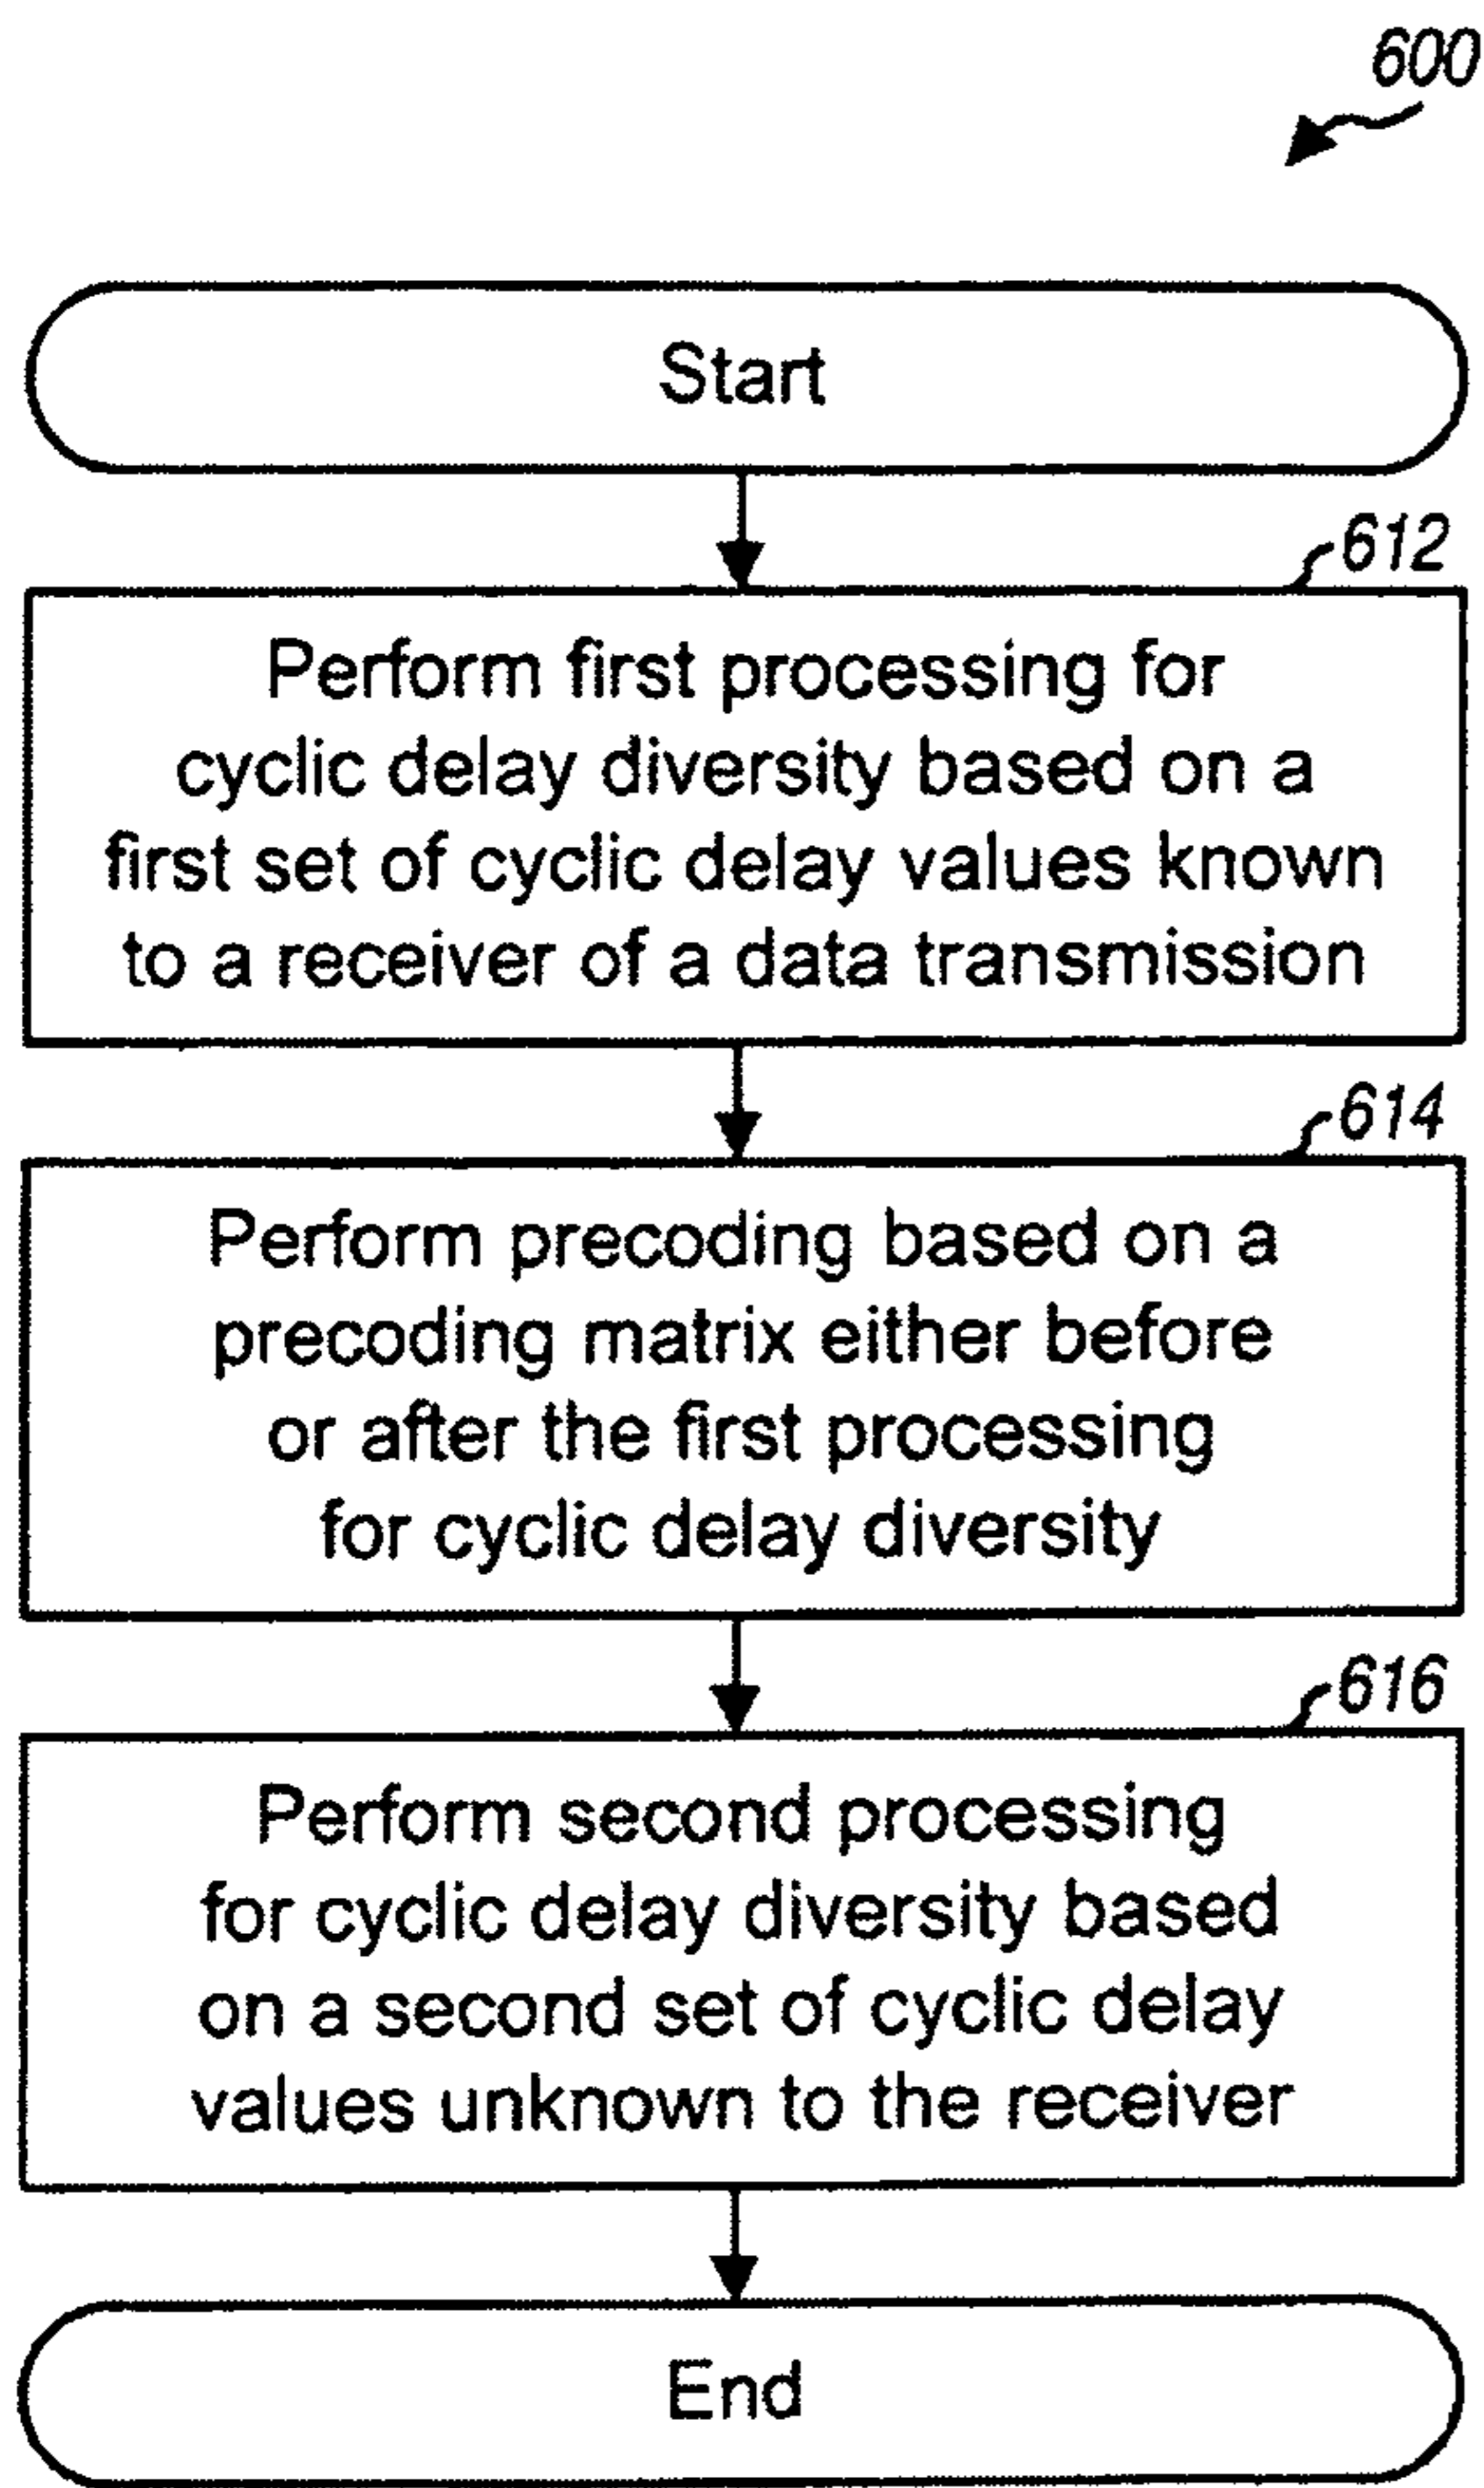 600
Start
612
Perform first processing for
cyclic delay diversity based on a
first set of cyclic delay values known
to a receiver of a data transmission
614
Perform precoding based on a
precoding matrix either before
or after the first processing
for cyclic delay diversity
616
Perform second processing
for cyclic delay diversity based
on a second set of cyclic delay
values unknown to the receiver
End